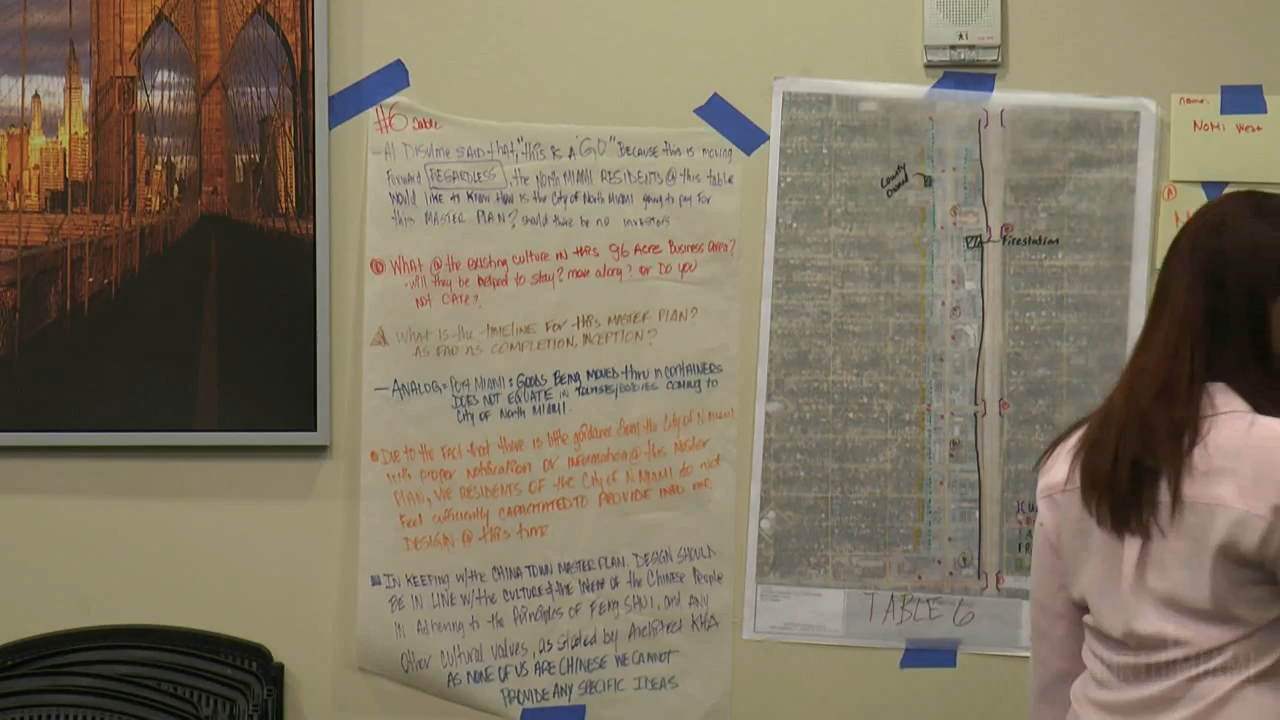 #6 Table
- Al Disulme SAID that, "this is A "GO" BECAUSE this is moving
Forward REGARDLESS, the North MIAMI RESIDENTS @ this table
Would like to know How is the City of North MIAMI going to pay for
this MASTER PLAN? should there be no investors
What @ the existing culture in this 96 Acre Business Area?
- will they be helped to stay? move along? or Do you
NOT CARE?
WHAT IS the timeLINE FOR this MASTER PLAN?
AS FAR AS COMPLETION, INCEPTION?
- ANALOG = Port MIAMI : GOODS BEING MOVED thru n containers
DOES NOT EQUATE IN tourists/BODIES COMING to
City OF North MIAMI.
Due to the Fact that there is little guidance from the City of N MIAMI
with proper notification or information @ this Master
PLAN, WE RESIDENTS OF the City of N MIAMI do not
Feel sufficiently CAPACITATED TO PROVIDE INFO ref.
DESIGN @ this time
IN KEEPING w/the CHINA TOWN MASTER PLAN. DESIGN SHOULD
BE IN LINE w/the CULTURE & the intent of the Chinese People
IN Adhering to the Principles of FENG SHUI, and ANY
Other cultural values, as stated by Architect KHA
AS NONE OF US ARE CHINESE WE CANNOT
PROVIDE ANY SPECIFIC IDEAS
County Owned
Firestation
TABLE 6
name:
NoMi West